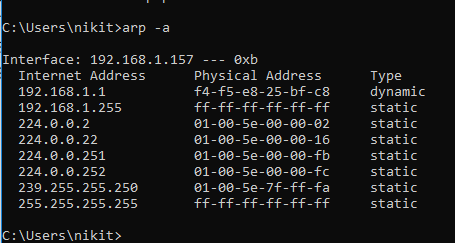 C:\Users\nikit>arp -a
Interface: 192.168.1.157 --- 0xb
Internet Address Physical Address Type
192.168.1.1 f4-f5-e8-25-bf-c8 dynamic
192.168.1.255 ff-ff-ff-ff-ff-ff static
224.0.0.2 01-00-5e-00-00-02 static
224.0.0.22 01-00-5e-00-00-16 static
224.0.0.251 01-00-5e-00-00-fb static
224.0.0.252 01-00-5e-00-00-fc static
239.255.255.250 01-00-5e-7f-ff-fa static
255.255.255.255 ff-ff-ff-ff-ff-ff static
C:\Users\nikit>